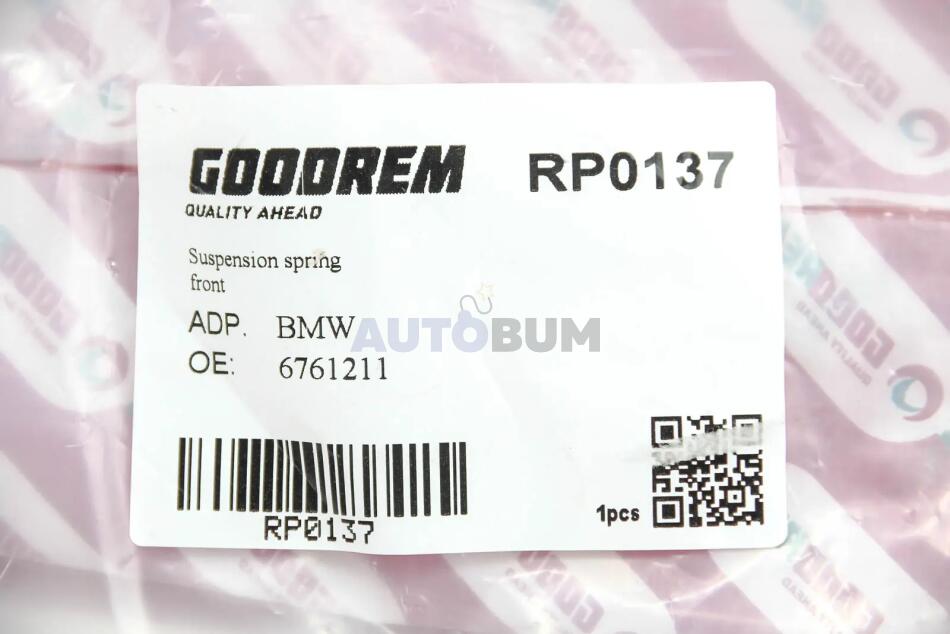 GOODREM RP0137
QUALITY AHEAD
Suspension spring
front
ADP. BMW
AUTOBUM
OE: 6761211
1pcs
RP0137